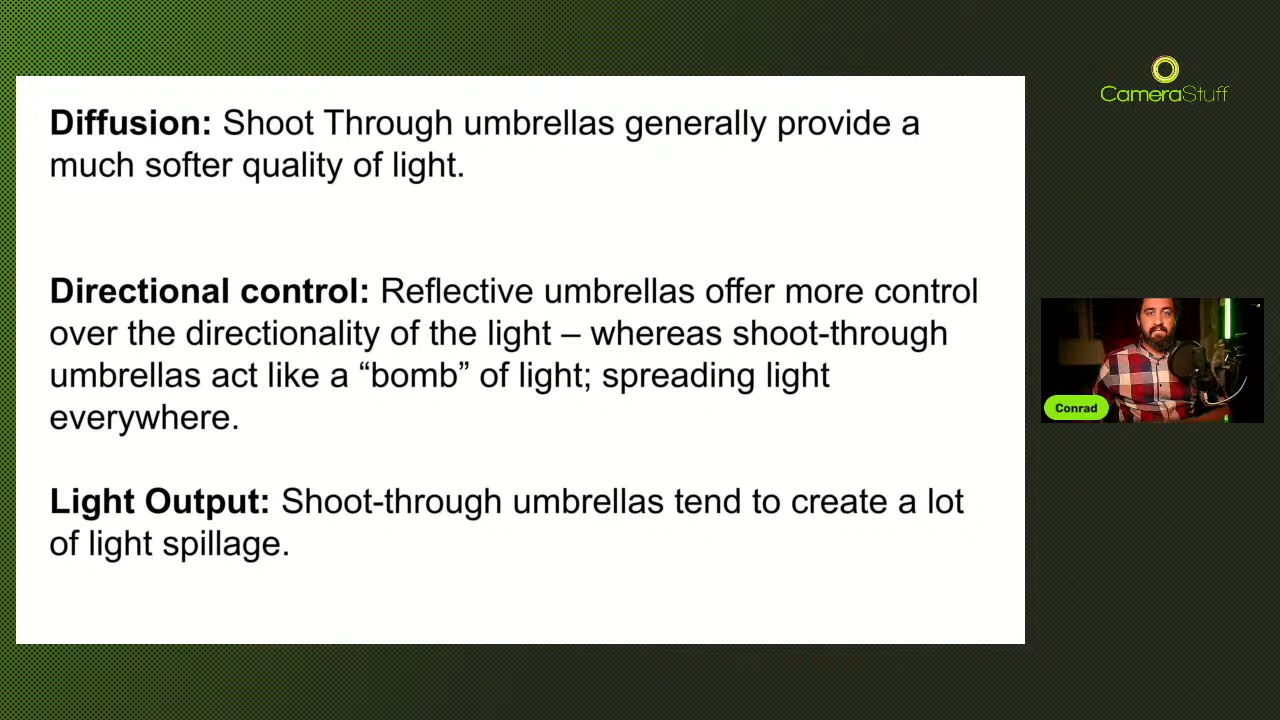 CameraStuff
Diffusion: Shoot Through umbrellas generally provide a
much softer quality of light.
Directional control: Reflective umbrellas offer more control
over the directionality of the light – whereas shoot-through
umbrellas act like a “bomb” of light; spreading light
everywhere.
Light Output: Shoot-through umbrellas tend to create a lot
of light spillage.
Conrad